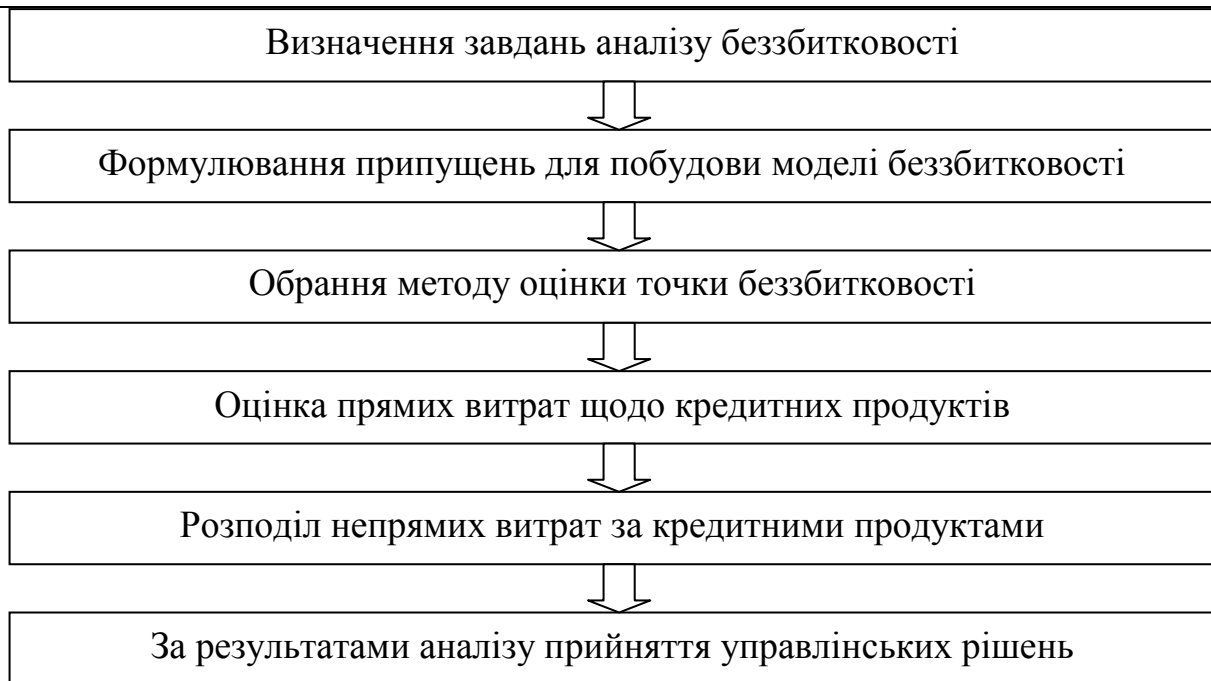 Визначення завдань аналізу беззбитковості
Формулювання припущень для побудови моделі беззбитковості
Обрання методу оцінки точки беззбитковості
Оцінка прямих витрат щодо кредитних продуктів
Розподіл непрямих витрат за кредитними продуктами
За результатами аналізу прийняття управлінських рішень